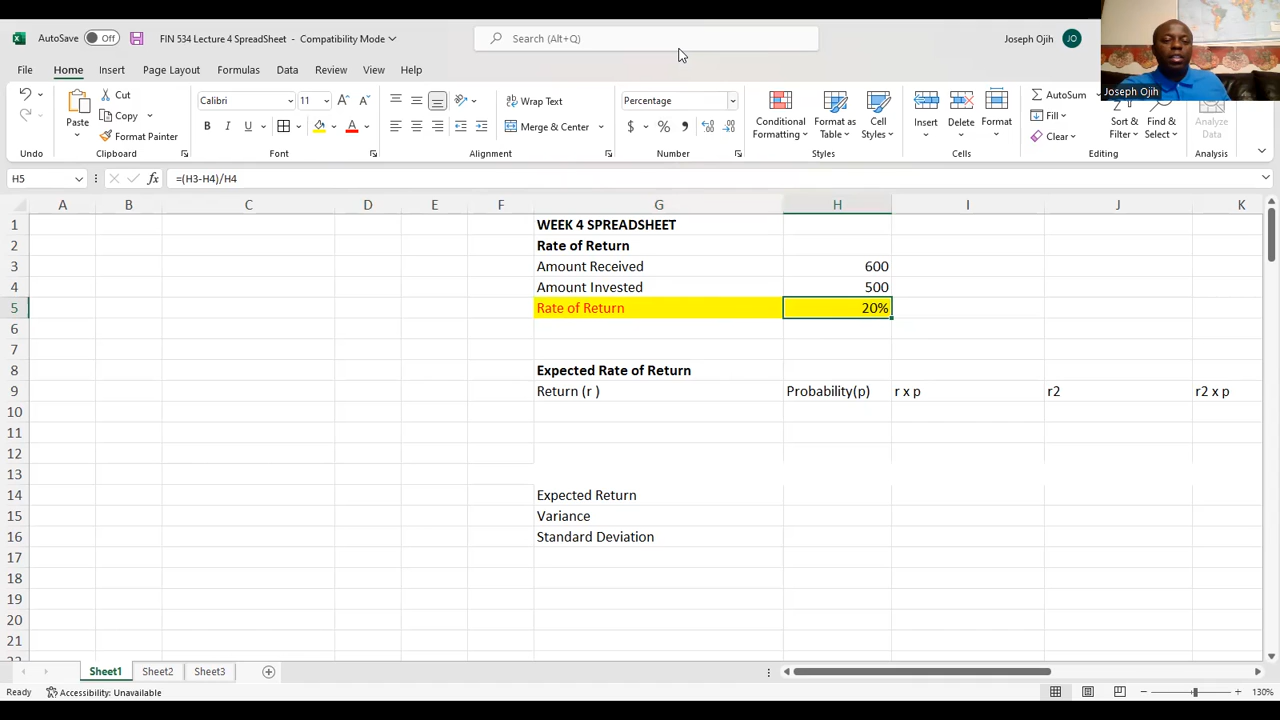 AutoSave Off FIN 534 Lecture 4 SpreadSheet - Compatibility Mode Search (Alt+Q) Joseph Ojih JO
File Home Insert Page Layout Formulas Data Review View Help
Joseph Ojih
Paste Cut Copy Format Painter
Calibri 11
B I U
Wrap Text
Merge & Center
Percentage
$ %
Conditional Formatting Format as Table Cell Styles
Insert Delete Format
AutoSum
Fill
Clear
Sort & Filter Find & Select
Analyze Data
Undo Clipboard Font Alignment Number Styles Cells Editing Analysis
H5 fx =(H3-H4)/H4
A B C D E F G H I J K
1 WEEK 4 SPREADSHEET
2 Rate of Return
3 Amount Received 600
4 Amount Invested 500
5 Rate of Return 20%
6
7
8 Expected Rate of Return
9 Return (r ) Probability(p) r x p r2 r2 x p
10
11
12
13
14 Expected Return
15 Variance
16 Standard Deviation
17
18
19
20
21
Sheet1 Sheet2 Sheet3
Ready Accessibility: Unavailable 130%